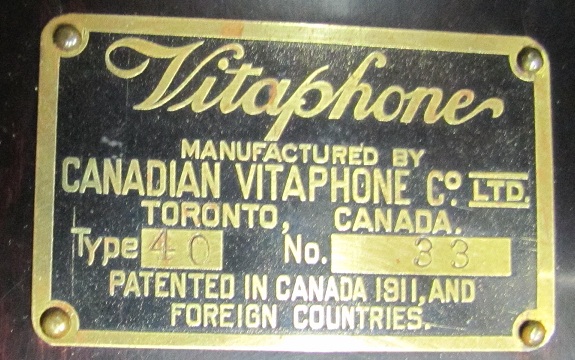 Vitaphone
MANUFACTURED BY
CANADIAN VITAPHONE Co. LTD.
TORONTO, CANADA.
Type 40 No. 33
PATENTED IN CANADA 1911, AND
FOREIGN COUNTRIES.